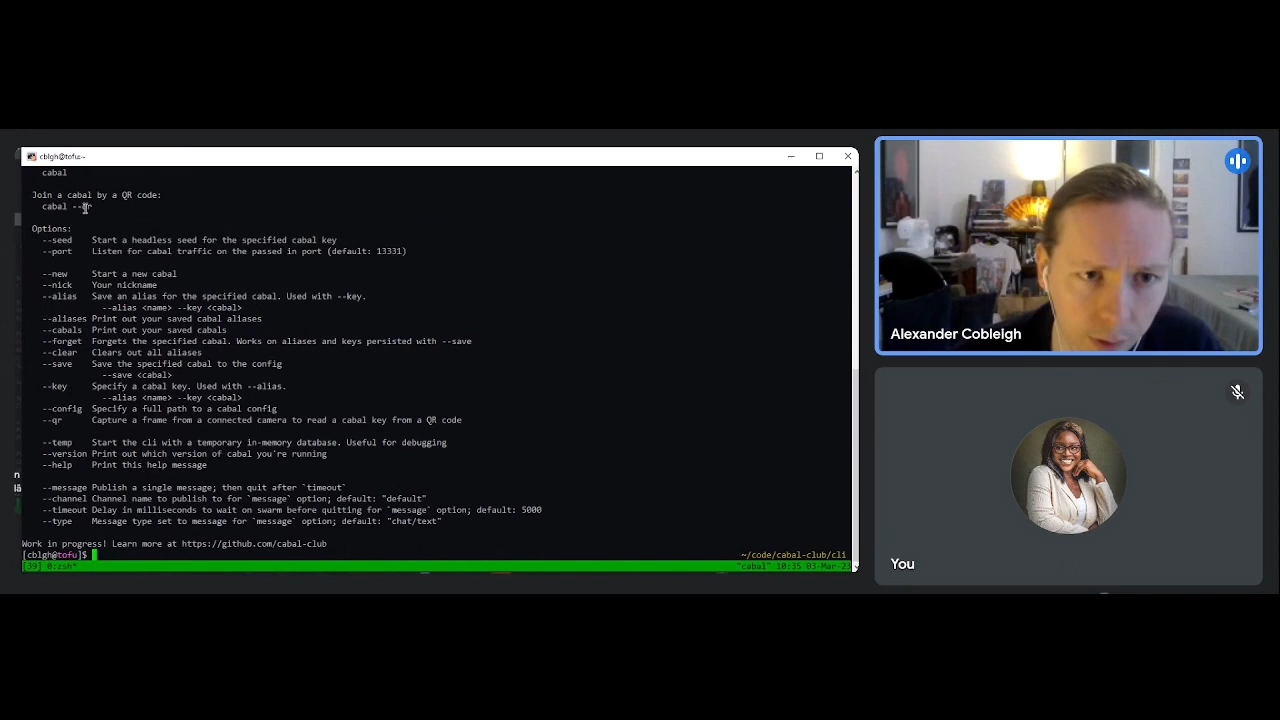 cblgh@tofu:~
cabal
Join a cabal by a QR code:
cabal --qr
Options:
--seed Start a headless seed for the specified cabal key
--port Listen for cabal traffic on the passed in port (default: 13331)
--new Start a new cabal
--nick Your nickname
--alias Save an alias for the specified cabal. Used with --key.
--alias <name> --key <cabal>
--aliases Print out your saved cabal aliases
--cabals Print out your saved cabals
--forget Forgets the specified cabal. Works on aliases and keys persisted with --save
--clear Clears out all aliases
--save Save the specified cabal to the config
--save <cabal>
--key Specify a cabal key. Used with --alias.
--alias <name> --key <cabal>
--config Specify a full path to a cabal config
--qr Capture a frame from a connected camera to read a cabal key from a QR code
--temp Start the cli with a temporary in-memory database. Useful for debugging
--version Print out which version of cabal you're running
--help Print this help message
--message Publish a single message; then quit after `timeout`
--channel Channel name to publish to for `message` option; default: "default"
--timeout Delay in milliseconds to wait on swarm before quitting for `message` option; default: 5000
--type Message type set to message for `message` option; default: "chat/text"
Work in progress! Learn more at https://github.com/cabal-club
[cblgh@tofu]$ ~/code/cabal-club/cli
[39] 0:zsh* "cabal" 10:35 03-Mar-23
Alexander Cobleigh
You